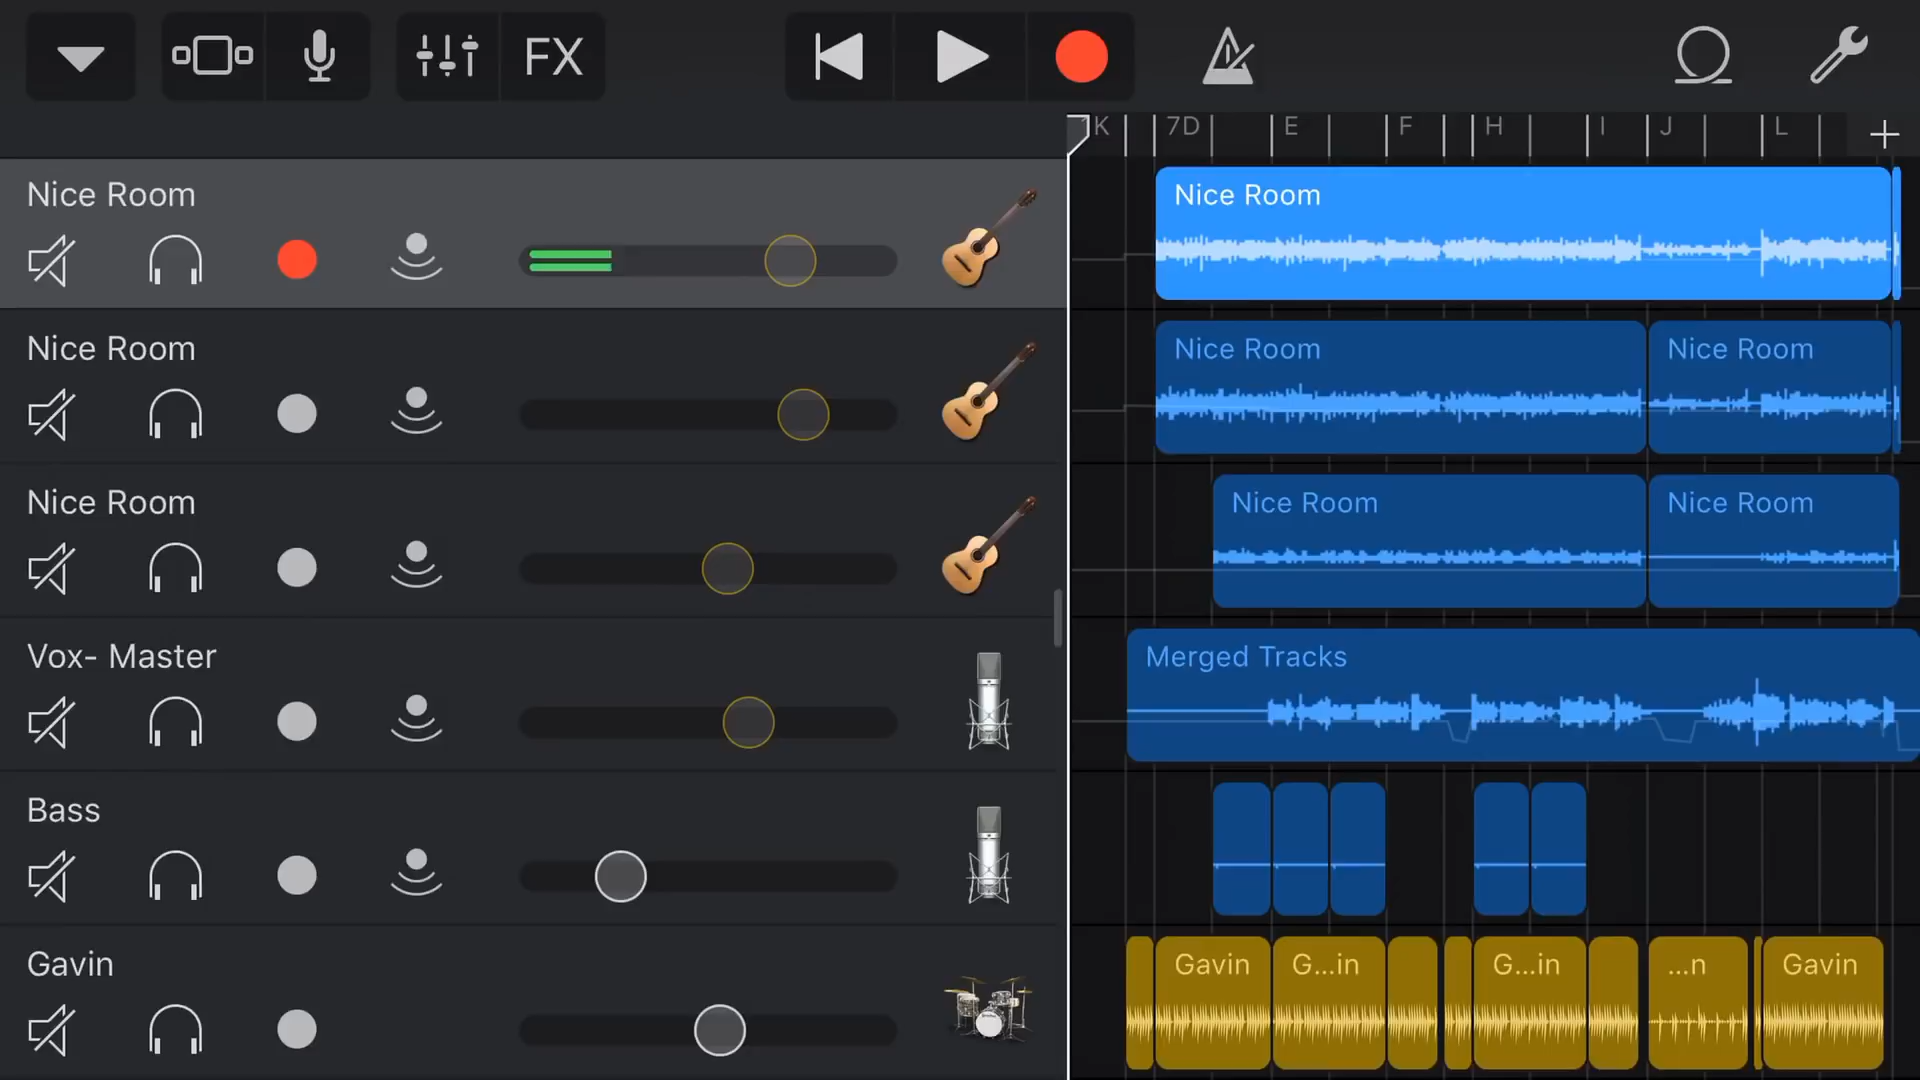 FX
K 7D E F H I J L
Nice Room
Nice Room
Nice Room
Nice Room Nice Room
Nice Room
Nice Room Nice Room
Vox- Master
Merged Tracks
Bass
Gavin
Gavin G...in G...in ...n Gavin